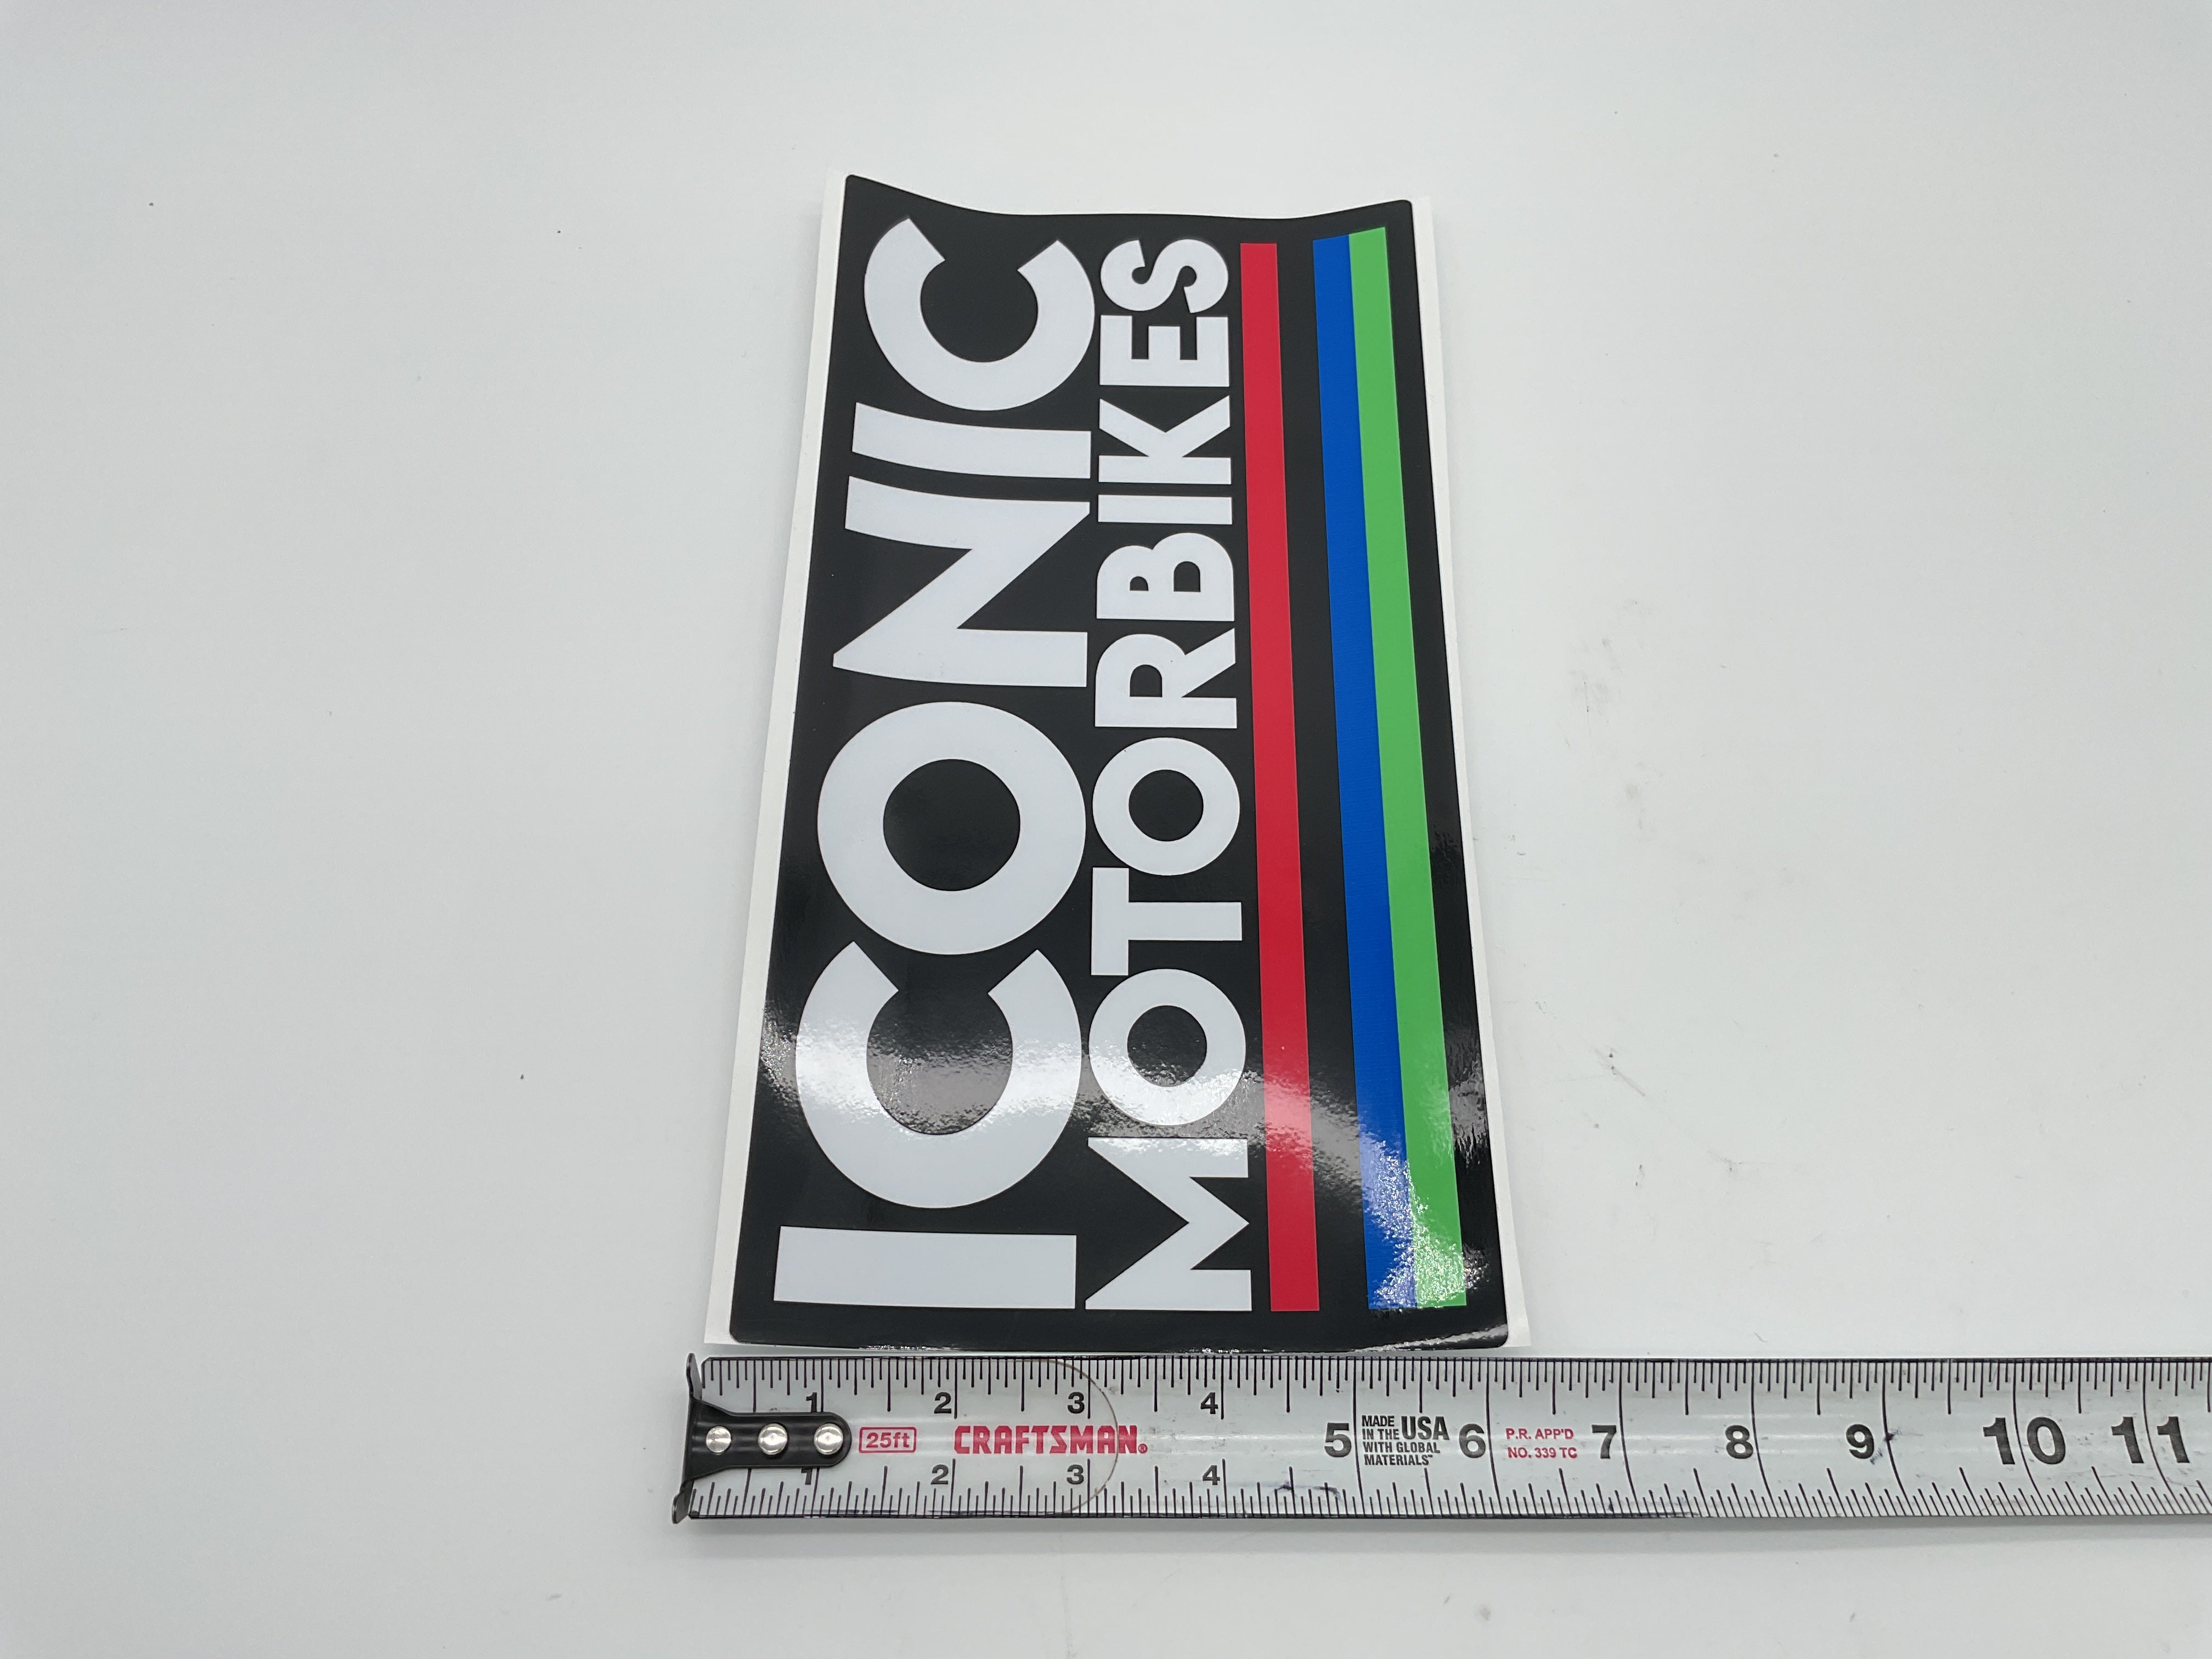 ICONIC
MOTORBIKES
1 2 3 4
25ft CRAFTSMAN® 5 MADE IN THE USA WITH GLOBAL MATERIALS™ 6 P.R. APP'D NO. 339 TC 7 8 9 10 11
1 2 3 4